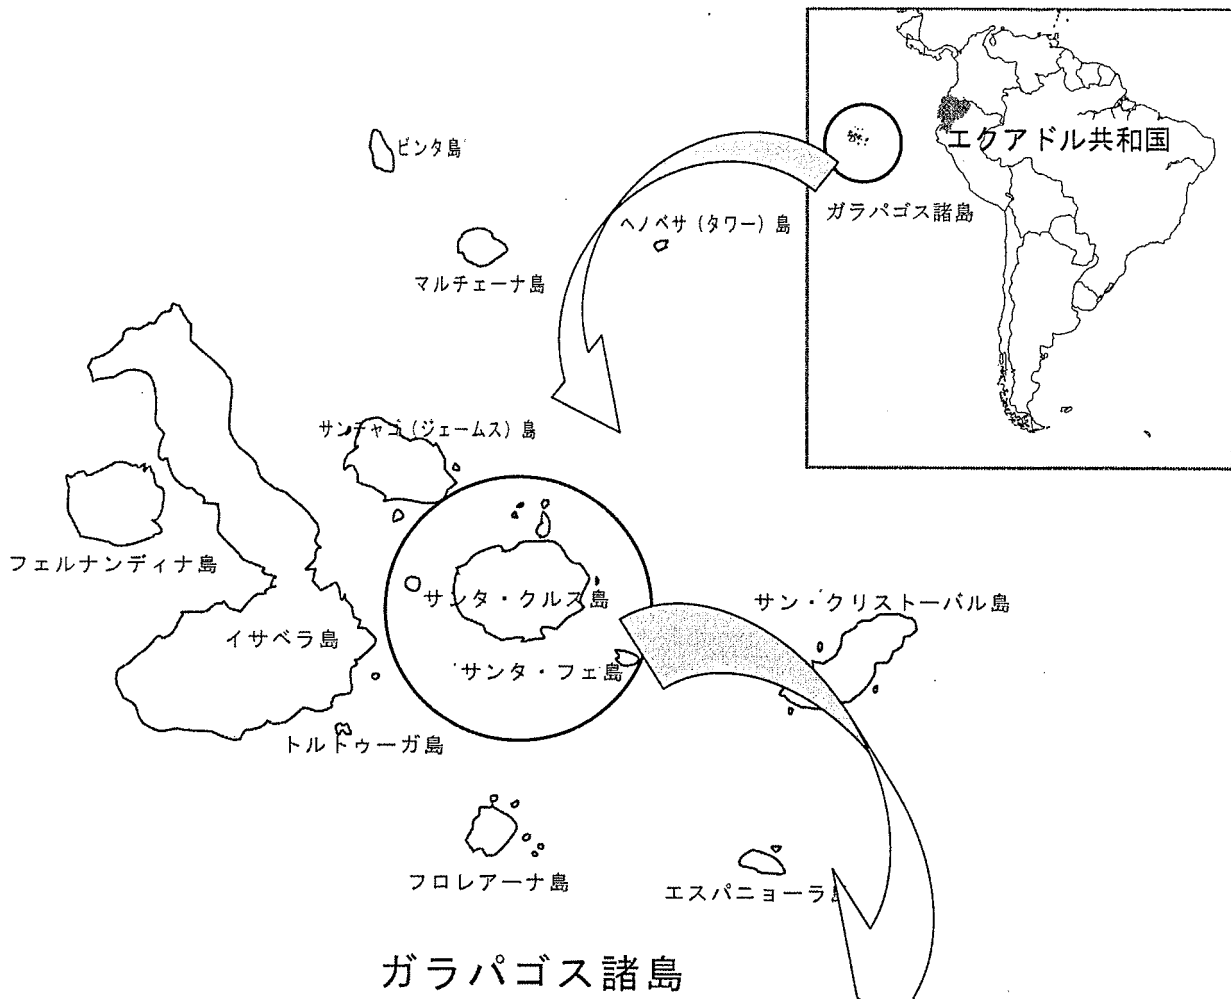 エクアドル共和国
ピンタ島
ガラパゴス諸島
ヘノベサ（タワー）島
マルチェーナ島
サンチャゴ（ジェームス）島
フェルナンディナ島
サンタ・クルス島
サン・クリストーバル島
イサベラ島
サンタ・フェ島
トルトゥーガ島
フロレアーナ島
エスパニョーラ島
ガラパゴス諸島